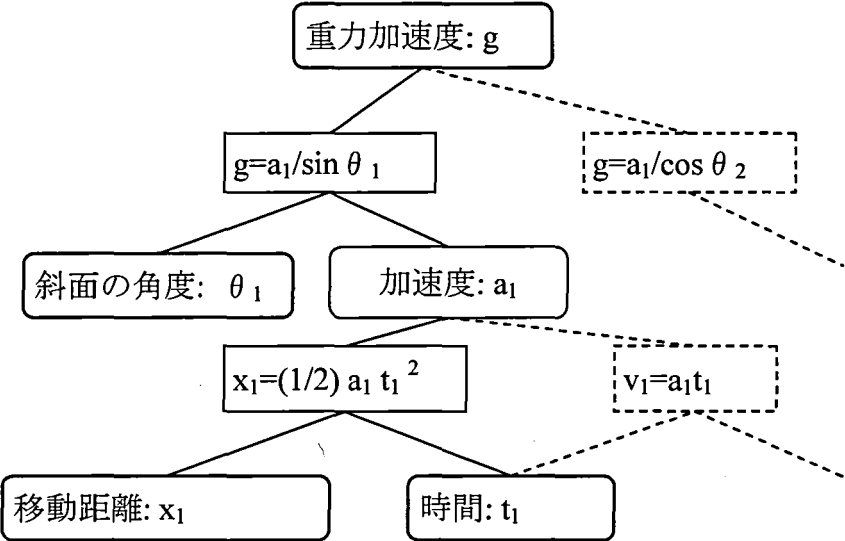 重力加速度: g
g=a₁/sin θ ₁
g=a₁/cos θ ₂
斜面の角度: θ ₁
加速度: a₁
x₁=(1/2) a₁ t₁ ²
v₁=a₁t₁
移動距離: x₁
時間: t₁